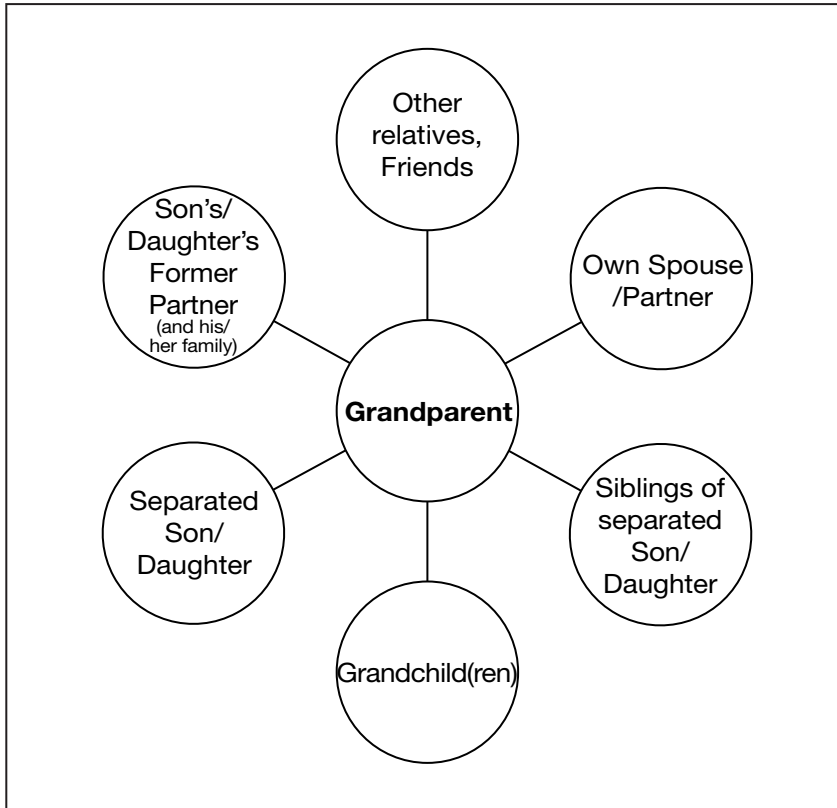 Other
relatives,
Friends
Son's/
Daughter's
Former
Partner
(and his/
her family)
Own Spouse
/Partner
Grandparent
Separated
Son/
Daughter
Siblings of
separated
Son/
Daughter
Grandchild(ren)